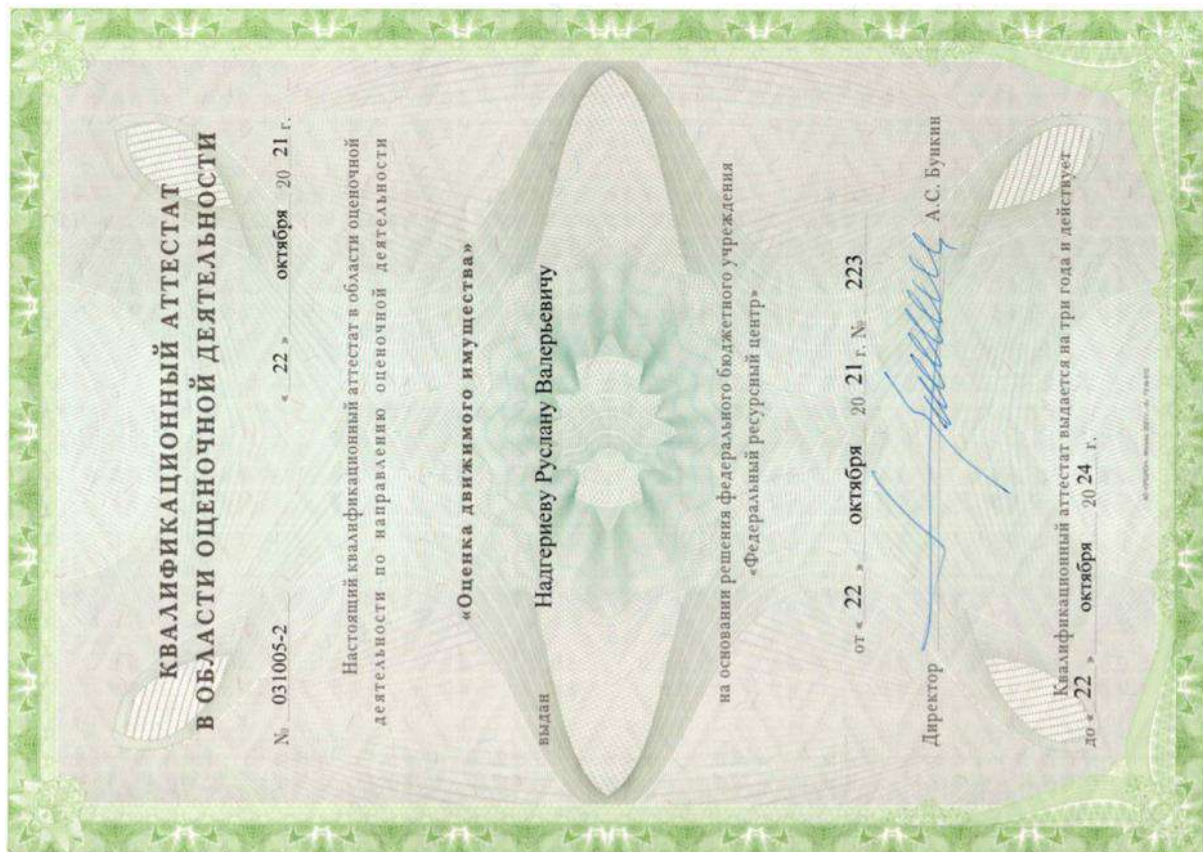 КВАЛИФИКАЦИОННЫЙ АТТЕСТАТ
В ОБЛАСТИ ОЦЕНОЧНОЙ ДЕЯТЕЛЬНОСТИ
№ 031005-2 « 22 » октября 20 21 г.
Настоящий квалификационный аттестат в области оценочной
деятельности по направлению оценочной деятельности
«Оценка движимого имущества»
выдан Надгериеву Руслану Валерьевичу
на основании решения федерального бюджетного учреждения
«Федеральный ресурсный центр»
от « 22 » октября 20 21 г. № 223
Директор А.С. Бункин
Квалификационный аттестат выдается на три года и действует
до « 22 » октября 20 24 г.